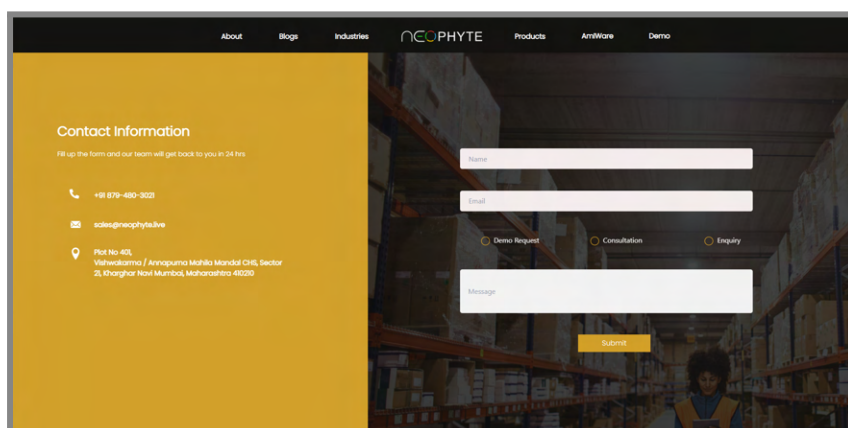 About Blogs Industries NEOPHYTE Products AmiWare Demo
Contact Information
Fill up the form and our team will get back to you in 24 hrs
+91 879-480-3021
sales@neophyte.live
Plot No 401,
Vishwakarma / Annapurna Mahila Mandal CHS, Sector
21, Kharghar Navi Mumbai, Maharashtra 410210
Name
Email
Demo Request Consultation Enquiry
Message
Submit